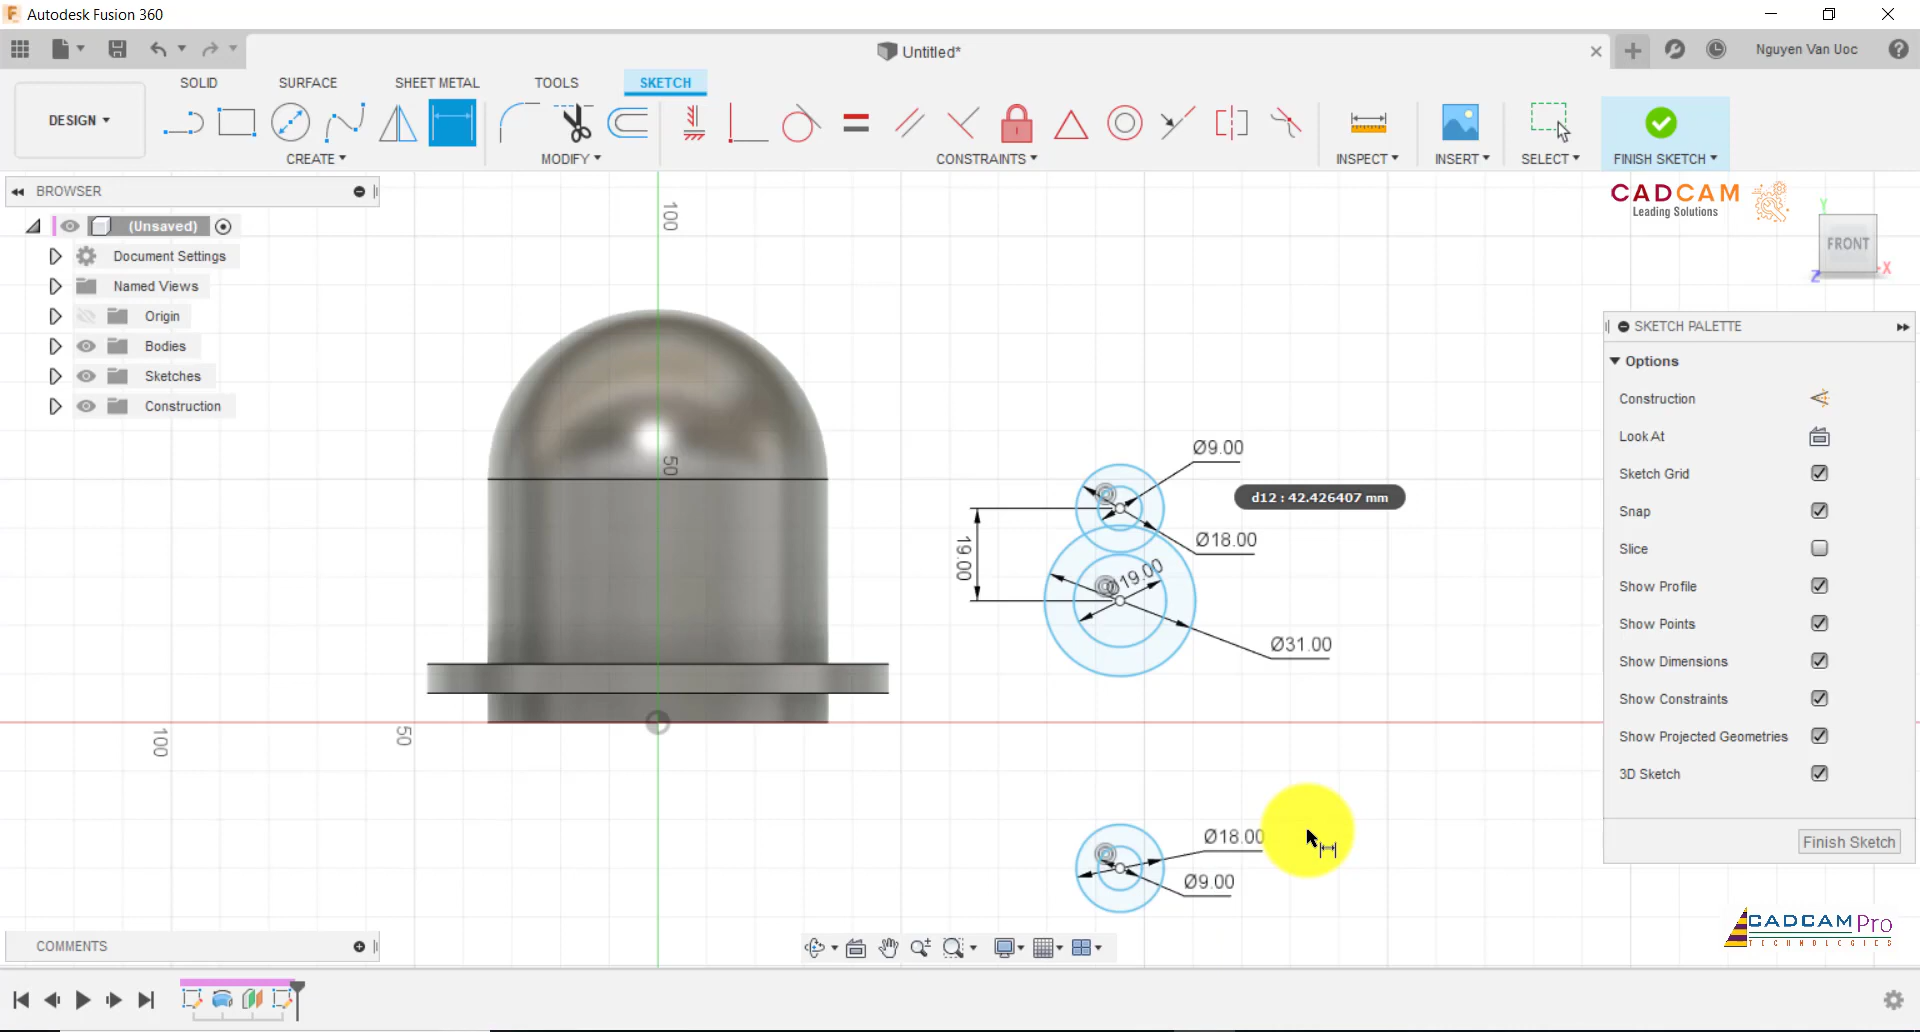 Autodesk Fusion 360
Untitled*
Nguyen Van Uoc
SOLID
SURFACE
SHEET METAL
TOOLS
SKETCH
DESIGN
CREATE
MODIFY
CONSTRAINTS
INSPECT
INSERT
SELECT
FINISH SKETCH
BROWSER
(Unsaved)
Document Settings
Named Views
Origin
Bodies
Sketches
Construction
CADCAM
Leading Solutions
Y
FRONT
X
Z
100
50
50
100
Ø9.00
d12 : 42.426407 mm
Ø18.00
19.00
Ø19.00
Ø31.00
Ø18.00
Ø9.00
SKETCH PALETTE
Options
Construction
Look At
Sketch Grid
Snap
Slice
Show Profile
Show Points
Show Dimensions
Show Constraints
Show Projected Geometries
3D Sketch
Finish Sketch
CADCAM Pro
TECHNOLOGIES
COMMENTS